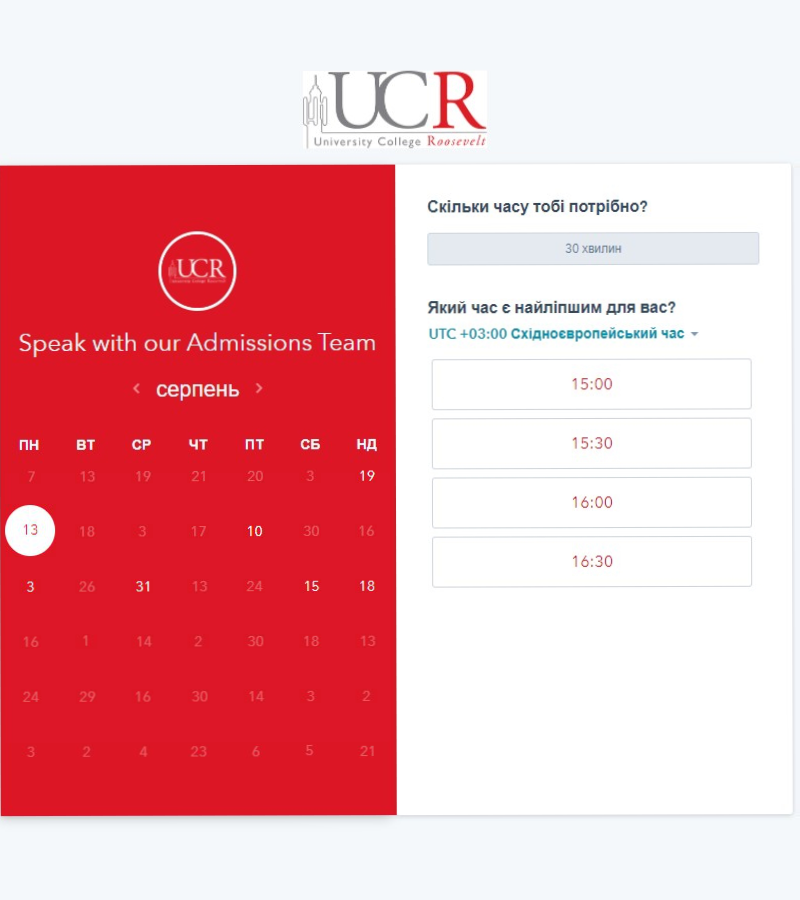 UCR
University College Roosevelt
UCR
Speak with our Admissions Team
серпень
ПН ВТ СР ЧТ ПТ СБ НД
7 13 19 21 20 3 19
13 18 3 17 10 30 16
3 26 31 13 24 15 18
16 1 14 2 30 18 13
24 29 16 30 14 3 2
3 2 4 23 6 5 21
Скільки часу тобі потрібно?
30 хвилин
Який час є найліпшим для вас?
UTC +03:00 Східноєвропейський час
15:00
15:30
16:00
16:30